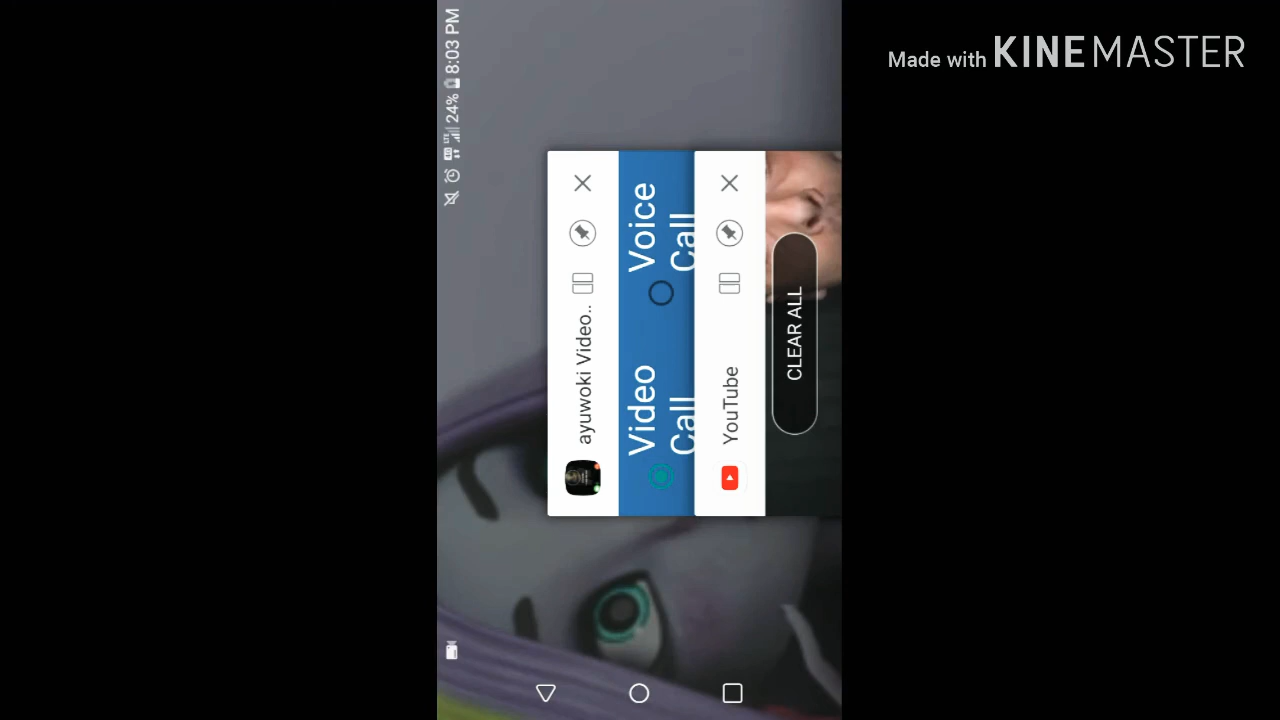 Made with KINEMASTER
24% 8:03 PM
ayuwoki Video..
Video Voice
Call Call
YouTube
CLEAR ALL